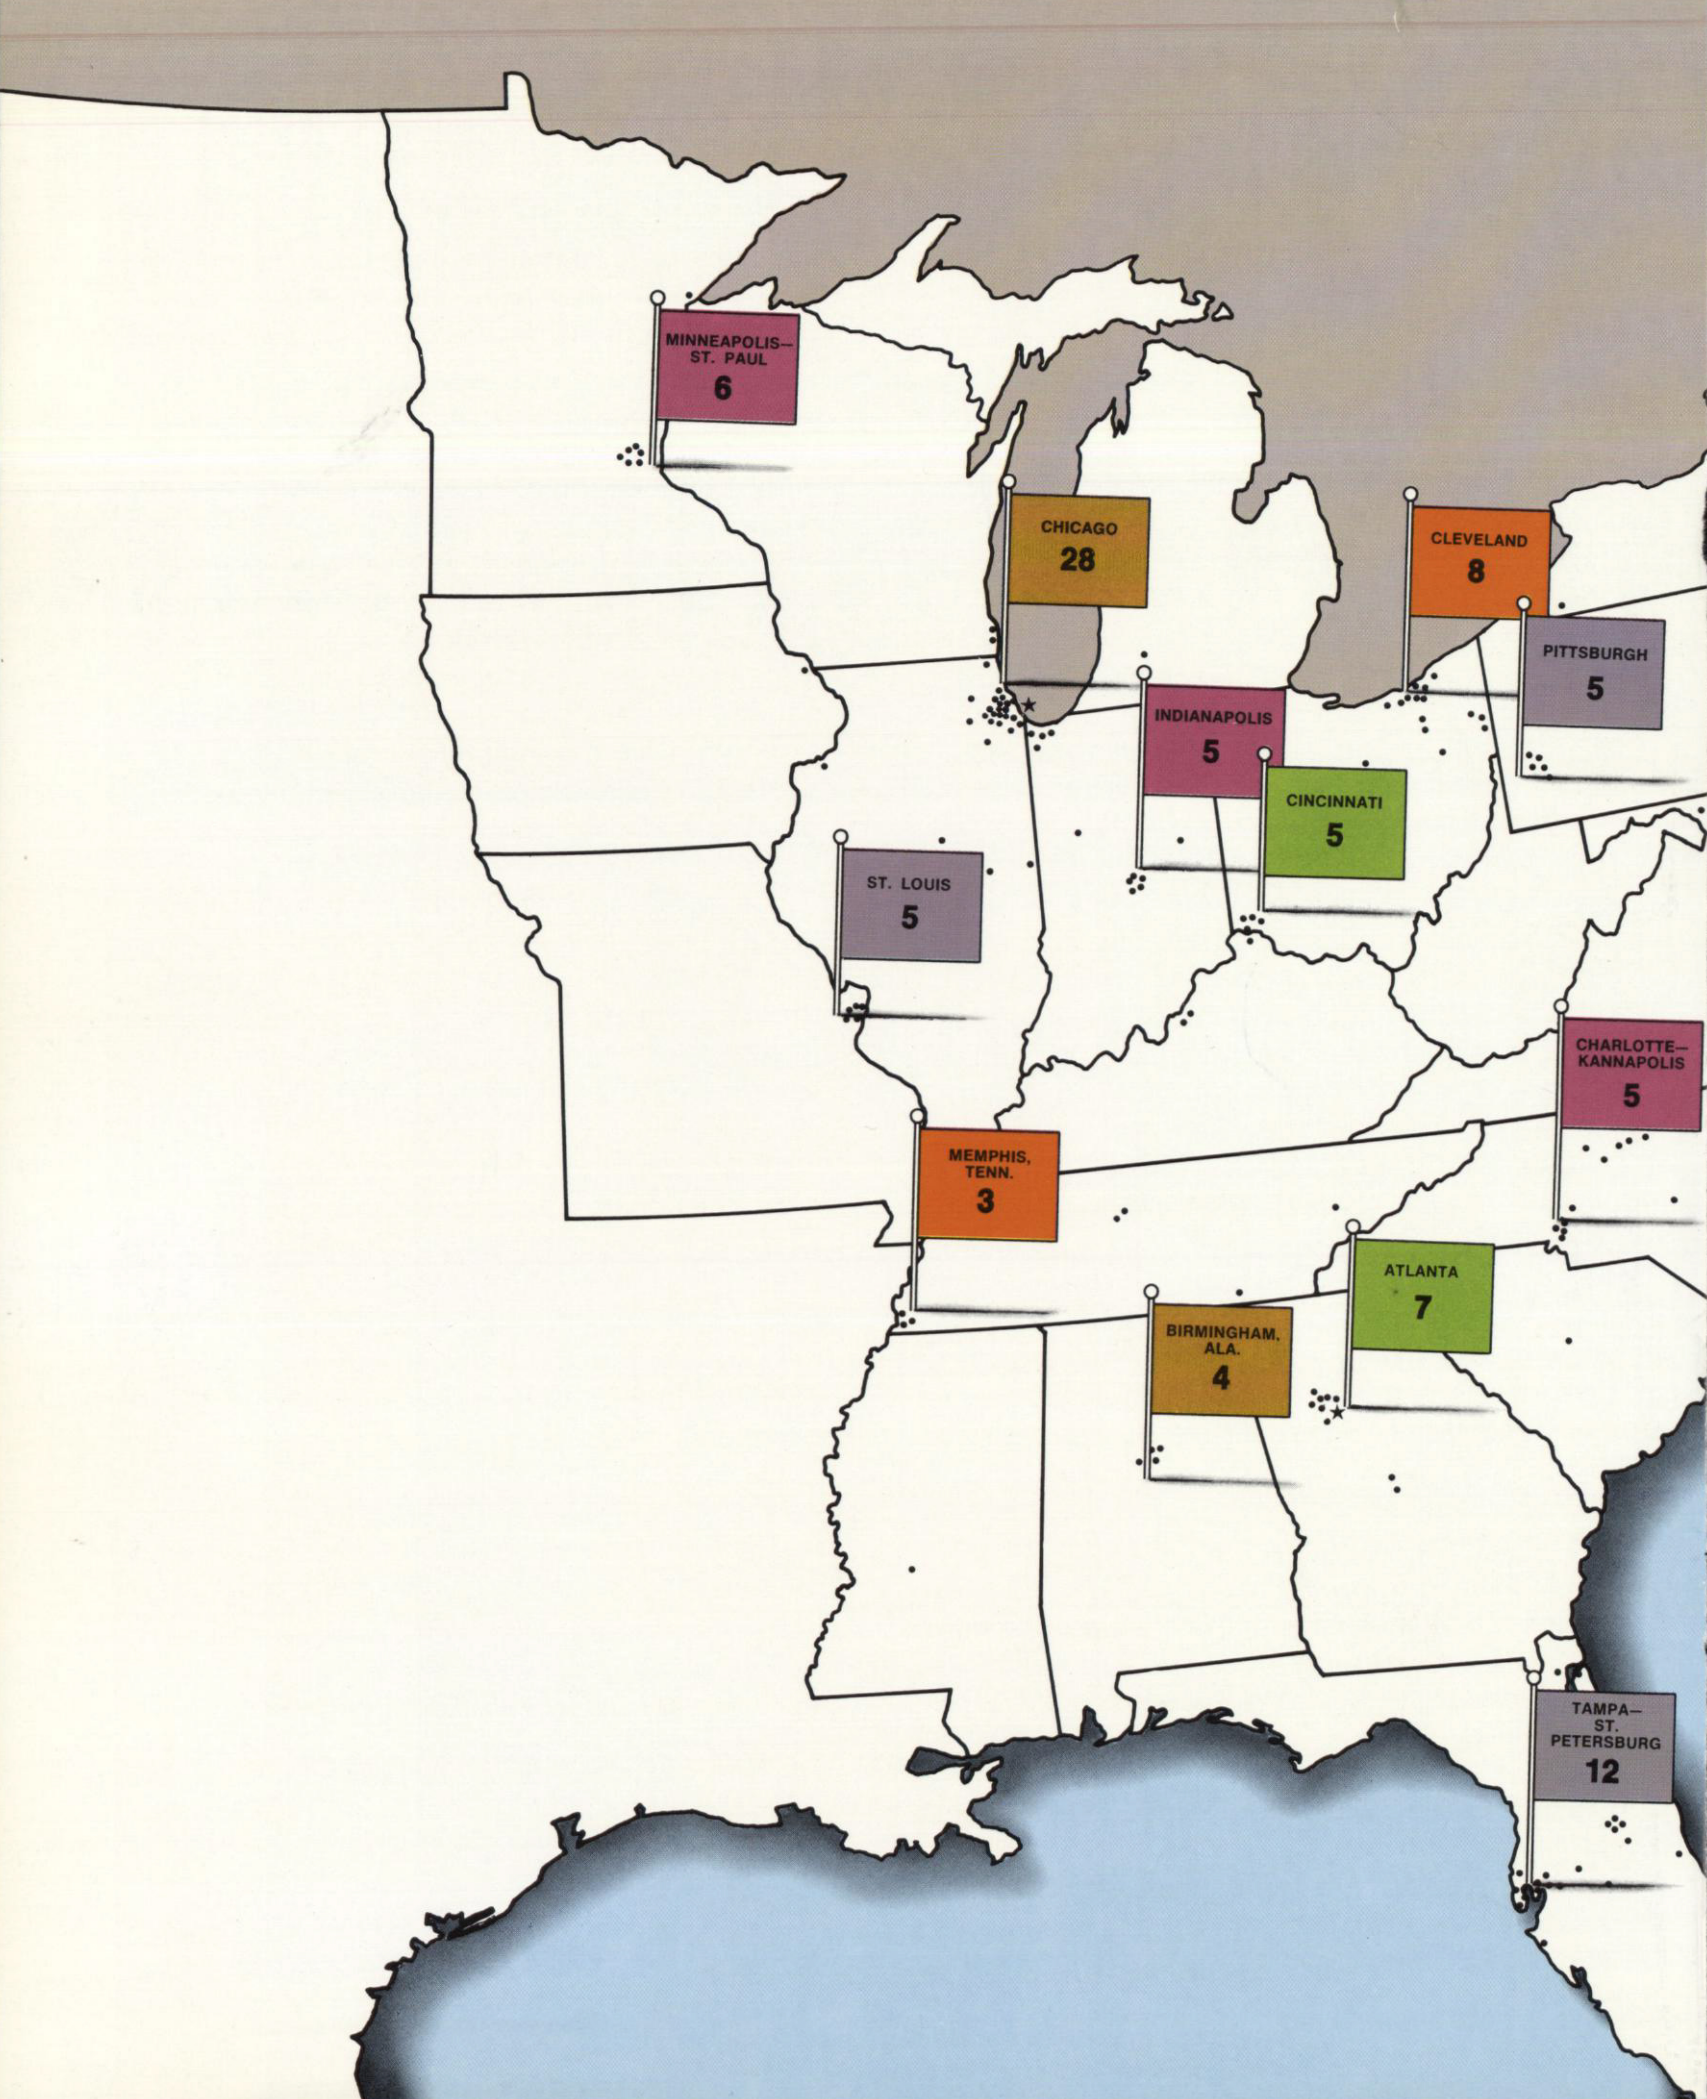 MINNEAPOLIS—
ST. PAUL
6
CHICAGO
28
CLEVELAND
8
PITTSBURGH
5
INDIANAPOLIS
5
CINCINNATI
5
ST. LOUIS
5
CHARLOTTE—
KANNAPOLIS
5
MEMPHIS,
TENN.
3
ATLANTA
7
BIRMINGHAM,
ALA.
4
TAMPA—
ST.
PETERSBURG
12